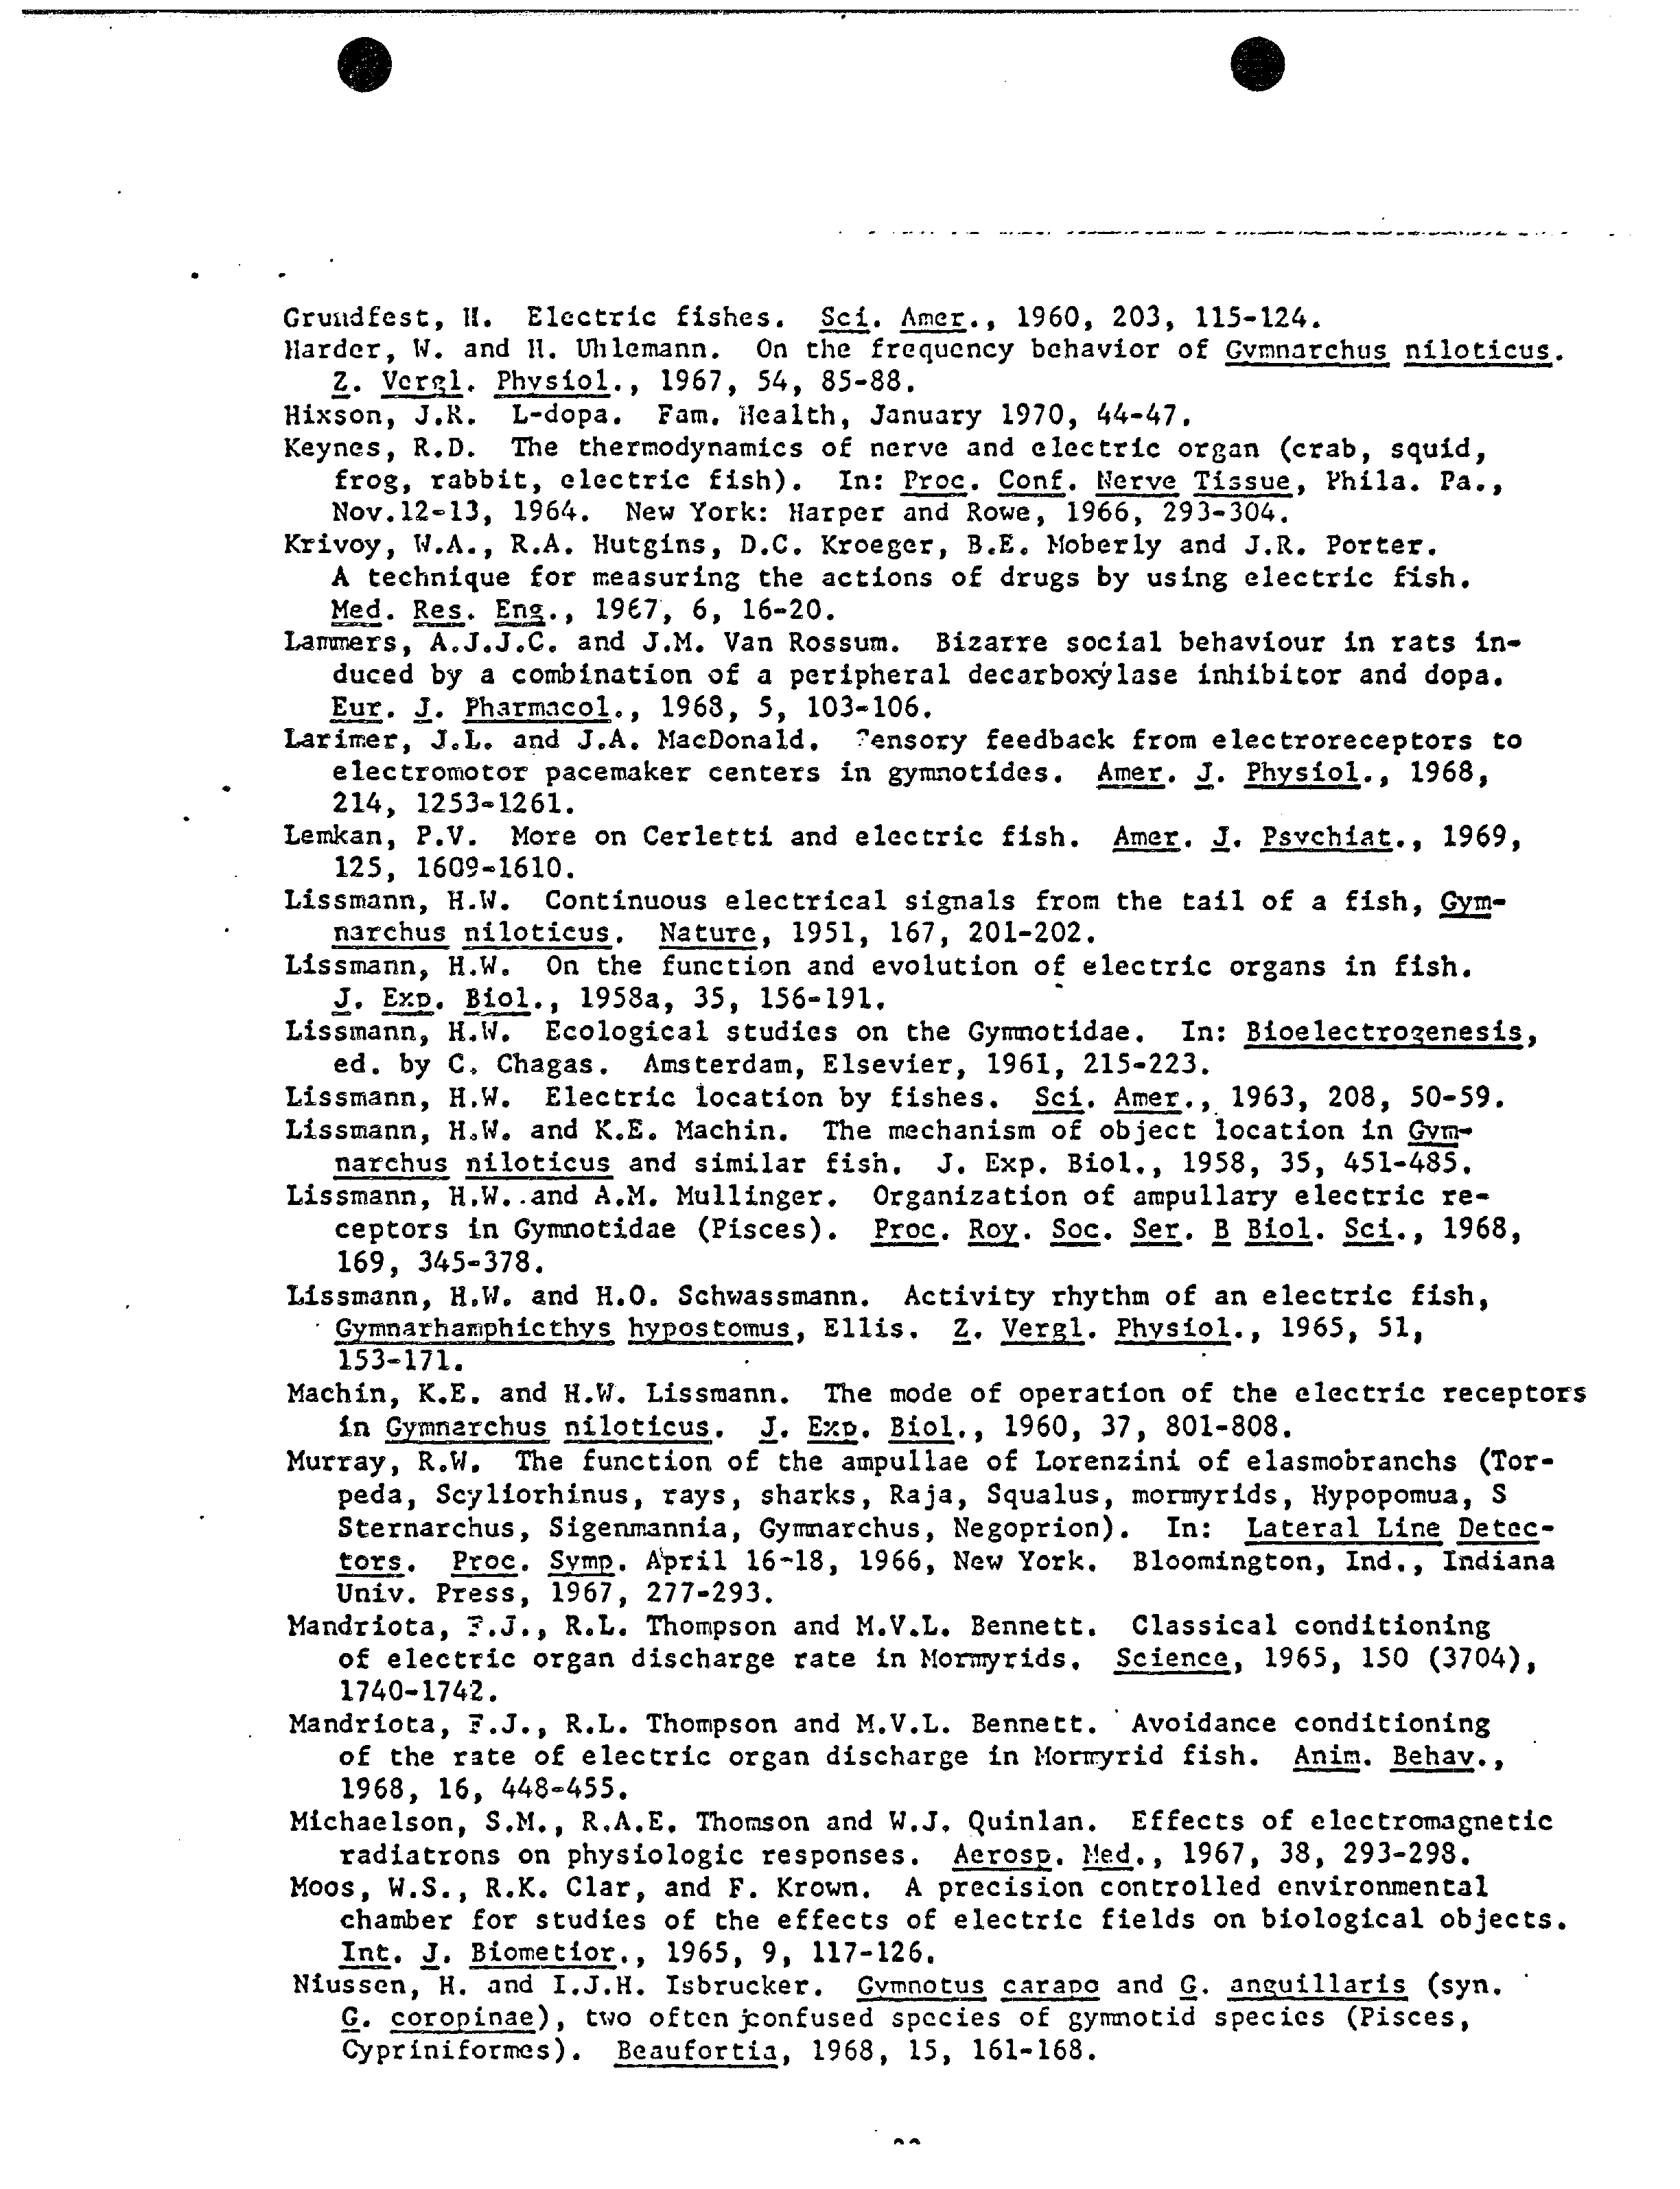 Grundfest, H. Electric fishes. Sci. Amer., 1960, 203, 115-124.
Harder, W. and H. Uhlemann. On the frequency behavior of Gymnarchus niloticus.
Z. Vergl. Physiol., 1967, 54, 85-88.
Hixson, J.R. L-dopa. Fam. Health, January 1970, 44-47.
Keynes, R.D. The thermodynamics of nerve and electric organ (crab, squid,
frog, rabbit, electric fish). In: Proc. Conf. Nerve Tissue, Phila. Pa.,
Nov.12-13, 1964. New York: Harper and Rowe, 1966, 293-304.
Krivoy, W.A., R.A. Hutgins, D.C. Kroeger, B.E. Moberly and J.R. Porter.
A technique for measuring the actions of drugs by using electric fish.
Med. Res. Eng., 1967, 6, 16-20.
Lammers, A.J.J.C. and J.M. Van Rossum. Bizarre social behaviour in rats in-
duced by a combination of a peripheral decarboxylase inhibitor and dopa.
Eur. J. Pharmacol., 1968, 5, 103-106.
Larimer, J.L. and J.A. MacDonald. Sensory feedback from electroreceptors to
electromotor pacemaker centers in gymnotides. Amer. J. Physiol., 1968,
214, 1253-1261.
Lemkan, P.V. More on Cerletti and electric fish. Amer. J. Psychiat., 1969,
125, 1609-1610.
Lissmann, H.W. Continuous electrical signals from the tail of a fish, Gym-
narchus niloticus. Nature, 1951, 167, 201-202.
Lissmann, H.W. On the function and evolution of electric organs in fish.
J. Exp. Biol., 1958a, 35, 156-191.
Lissmann, H.W. Ecological studies on the Gymnotidae. In: Bioelectrogenesis,
ed. by C. Chagas. Amsterdam, Elsevier, 1961, 215-223.
Lissmann, H.W. Electric location by fishes. Sci. Amer., 1963, 208, 50-59.
Lissmann, H.W. and K.E. Machin. The mechanism of object location in Gym-
narchus niloticus and similar fish. J. Exp. Biol., 1958, 35, 451-485.
Lissmann, H.W. and A.M. Mullinger. Organization of ampullary electric re-
ceptors in Gymnotidae (Pisces). Proc. Roy. Soc. Ser. B Biol. Sci., 1968,
169, 345-378.
Lissmann, H.W. and H.O. Schwassmann. Activity rhythm of an electric fish,
Gymnarhamphicthys hypostomus, Ellis. Z. Vergl. Physiol., 1965, 51,
153-171.
Machin, K.E. and H.W. Lissmann. The mode of operation of the electric receptors
in Gymnarchus niloticus. J. Exp. Biol., 1960, 37, 801-808.
Murray, R.W. The function of the ampullae of Lorenzini of elasmobranchs (Tor-
peda, Scyliorhinus, rays, sharks, Raja, Squalus, mormyrids, Hypopomua, S
Sternarchus, Sigenmannia, Gymnarchus, Negoprion). In: Lateral Line Detec-
tors. Proc. Symp. April 16-18, 1966, New York. Bloomington, Ind., Indiana
Univ. Press, 1967, 277-293.
Mandriota, F.J., R.L. Thompson and M.V.L. Bennett. Classical conditioning
of electric organ discharge rate in Mormyrids. Science, 1965, 150 (3704),
1740-1742.
Mandriota, F.J., R.L. Thompson and M.V.L. Bennett. Avoidance conditioning
of the rate of electric organ discharge in Mormyrid fish. Anim. Behav.,
1968, 16, 448-455.
Michaelson, S.M., R.A.E. Thomson and W.J. Quinlan. Effects of electromagnetic
radiatrons on physiologic responses. Aerosp. Med., 1967, 38, 293-298.
Moos, W.S., R.K. Clar, and F. Krown. A precision controlled environmental
chamber for studies of the effects of electric fields on biological objects.
Int. J. Biometior., 1965, 9, 117-126.
Niussen, H. and I.J.H. Isbrucker. Gymnotus carapo and G. anguillaris (syn.
G. coropinae), two often confused species of gymnotid species (Pisces,
Cypriniformes). Beaufortia, 1968, 15, 161-168.